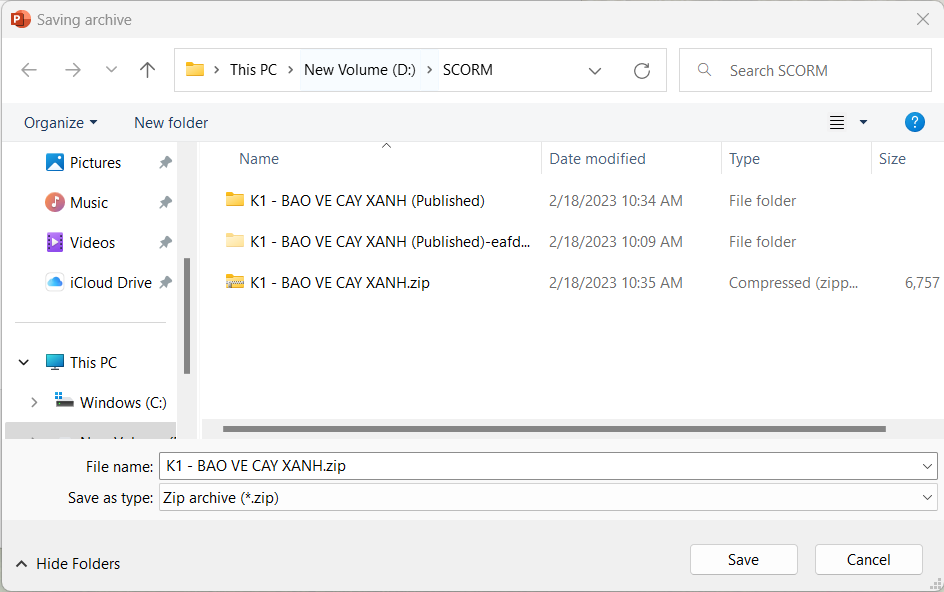 Saving archive
This PC > New Volume (D:) > SCORM
Search SCORM
Organize
New folder
Name
Date modified
Type
Size
Pictures
Music
Videos
iCloud Drive
This PC
Windows (C:)
K1 - BAO VE CAY XANH (Published) 2/18/2023 10:34 AM File folder
K1 - BAO VE CAY XANH (Published)-eafd... 2/18/2023 10:09 AM File folder
K1 - BAO VE CAY XANH.zip 2/18/2023 10:35 AM Compressed (zipp... 6,757
File name: K1 - BAO VE CAY XANH.zip
Save as type: Zip archive (*.zip)
Hide Folders
Save
Cancel